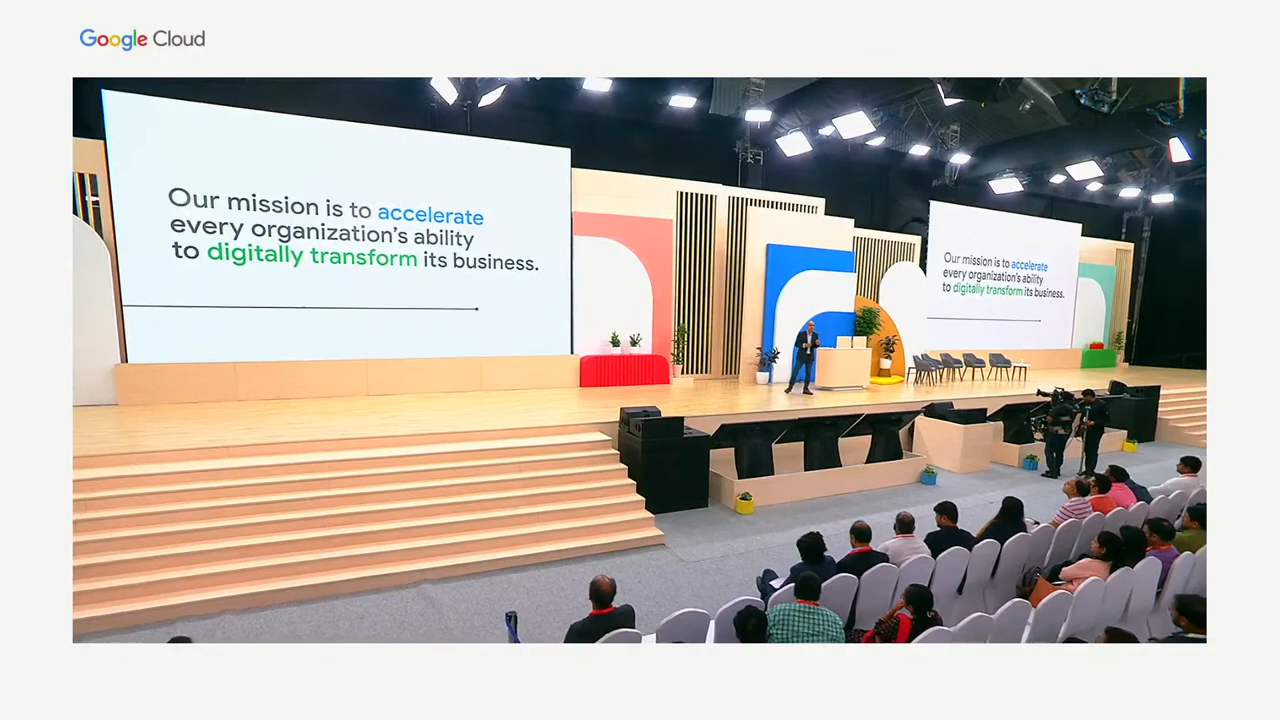 Google Cloud
Our mission is to accelerate
every organization's ability
to digitally transform its business.
Our mission is to accelerate
every organization's ability
to digitally transform its business.